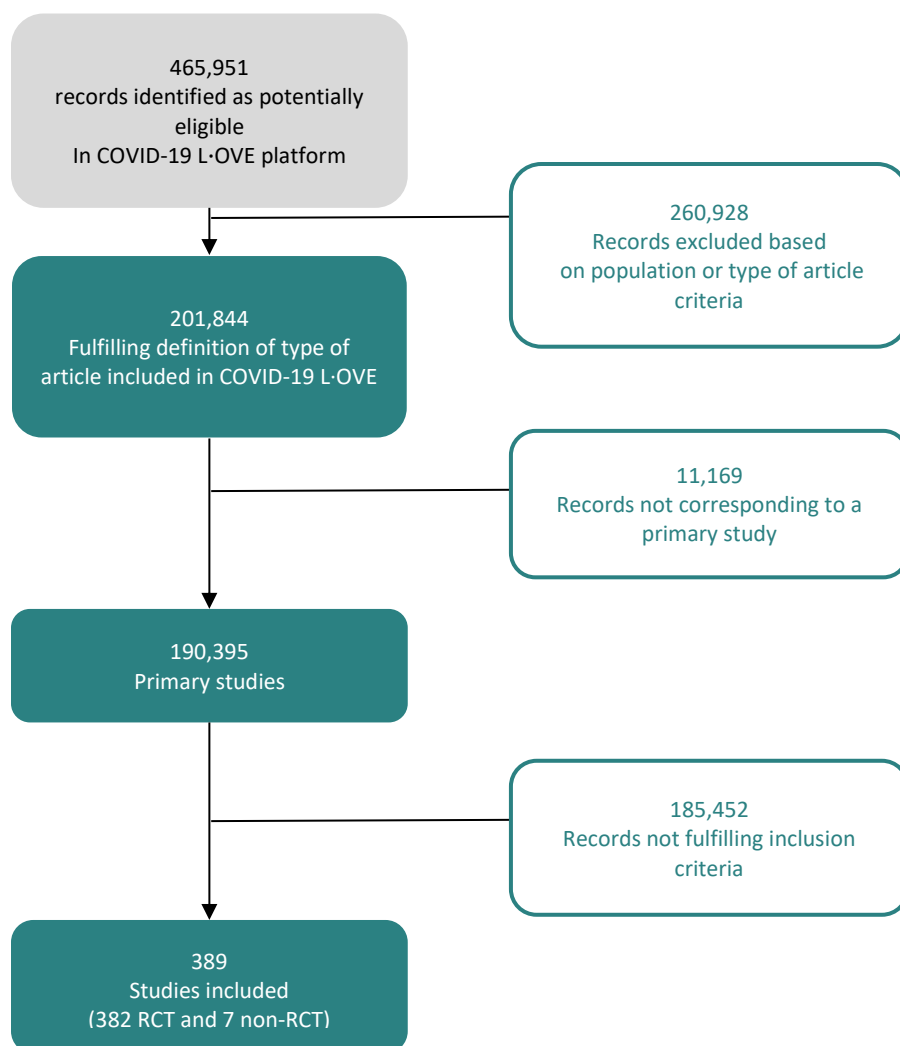 465,951
records identified as potentially
eligible
In COVID-19 L·OVE platform
260,928
Records excluded based
on population or type of article
criteria
201,844
Fulfilling definition of type of
article included in COVID-19 L·OVE
11,169
Records not corresponding to a
primary study
190,395
Primary studies
185,452
Records not fulfilling inclusion
criteria
389
Studies included
(382 RCT and 7 non-RCT)